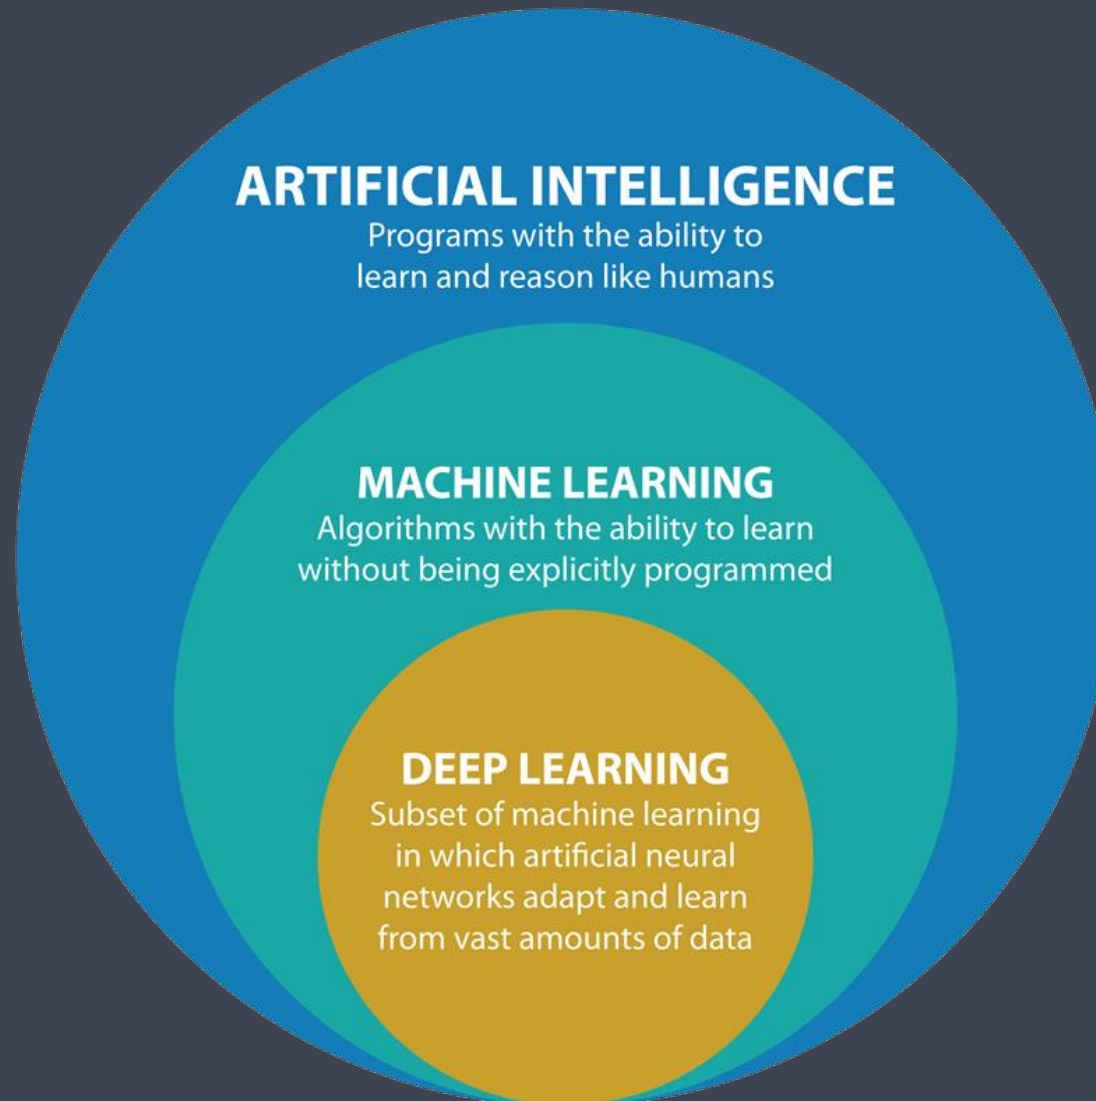 ARTIFICIAL INTELLIGENCE
Programs with the ability to
learn and reason like humans
MACHINE LEARNING
Algorithms with the ability to learn
without being explicitly programmed
DEEP LEARNING
Subset of machine learning
in which artificial neural
networks adapt and learn
from vast amounts of data